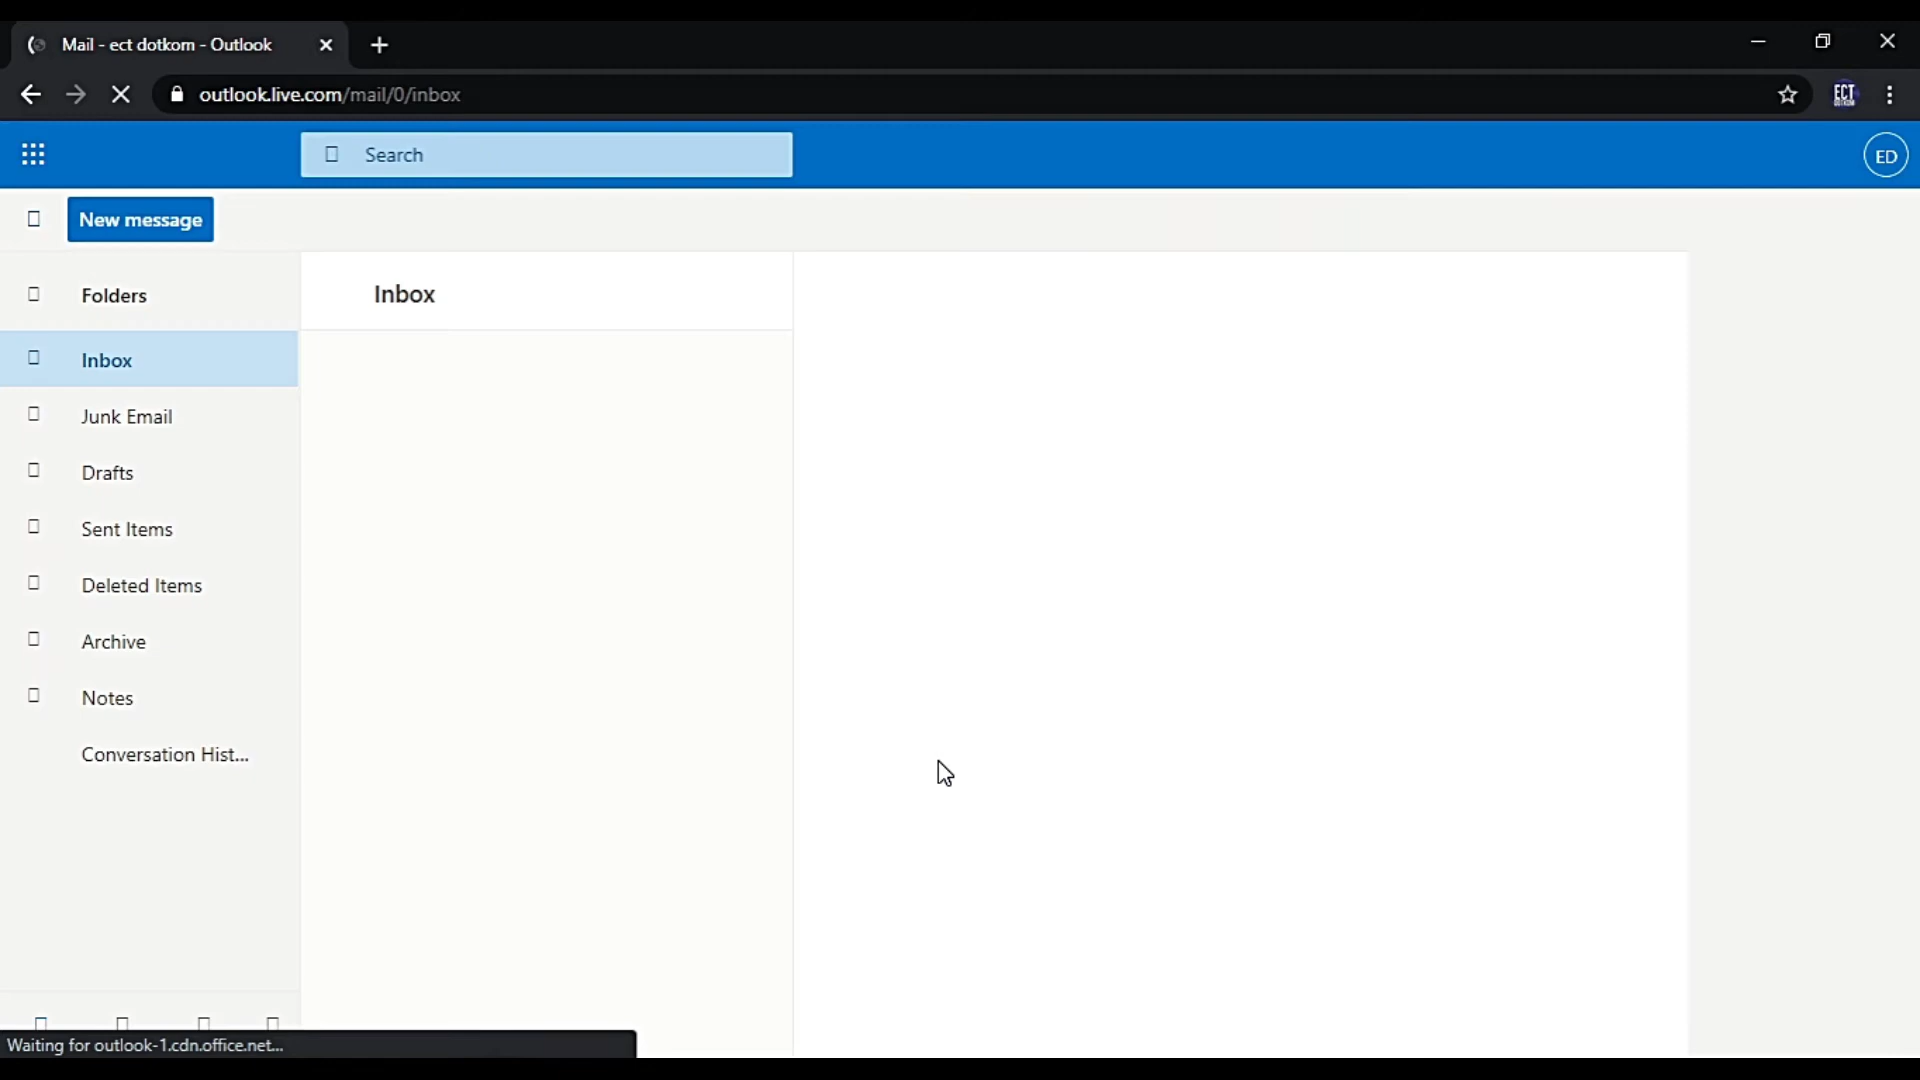 Mail - ect dotkom - Outlook
outlook.live.com/mail/0/inbox
ECT
Search
ED
New message
Folders
Inbox
Inbox
Junk Email
Drafts
Sent Items
Deleted Items
Archive
Notes
Conversation Hist...
Waiting for outlook-1.cdn.office.net...